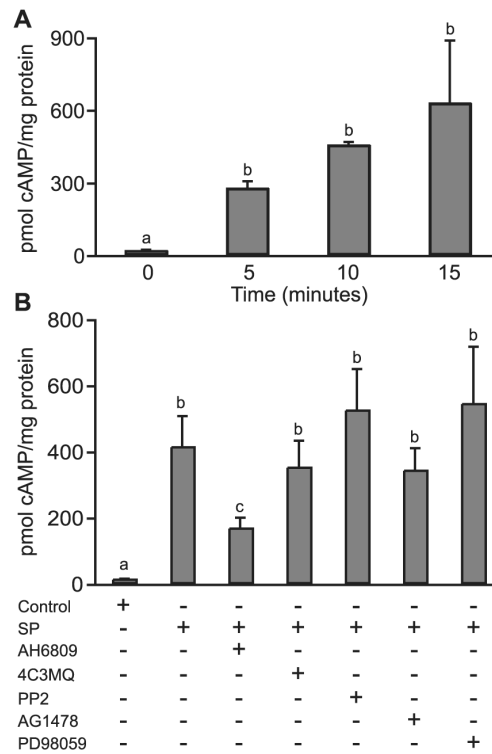 A
pmol cAMP/mg protein
900
600
300
0
a
b
b
b
0 5 10 15
Time (minutes)
B
pmol cAMP/mg protein
800
600
400
200
0
a
b
c
b
b
b
b
Control + - - - - - -
SP - + + + + + +
AH6809 - - + - - - -
4C3MQ - - - + - - -
PP2 - - - - + - -
AG1478 - - - - - + -
PD98059 - - - - - - +